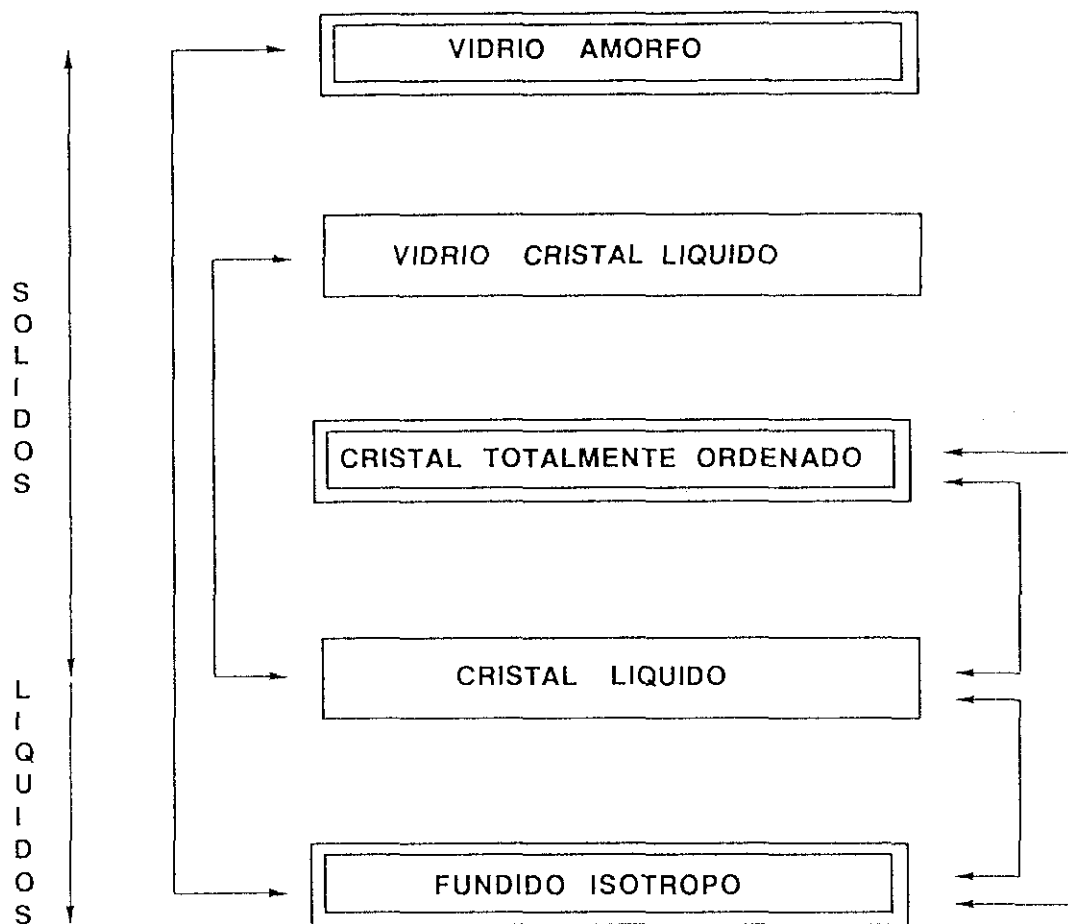 VIDRIO AMORFO
VIDRIO CRISTAL LIQUIDO
SOLIDOS
CRISTAL TOTALMENTE ORDENADO
CRISTAL LIQUIDO
LIQUIDOS
FUNDIDO ISOTROPO